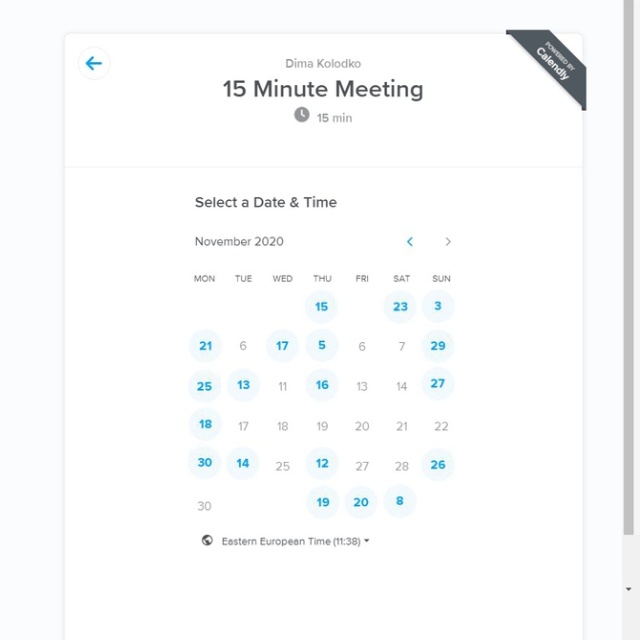 POWERED BY
Calendly
Dima Kolodko
15 Minute Meeting
15 min
Select a Date & Time
November 2020
MON TUE WED THU FRI SAT SUN
15 23 3
21 6 17 5 6 7 29
25 13 11 16 13 14 27
18 17 18 19 20 21 22
30 14 25 12 27 28 26
30 19 20 8
Eastern European Time (11:38)